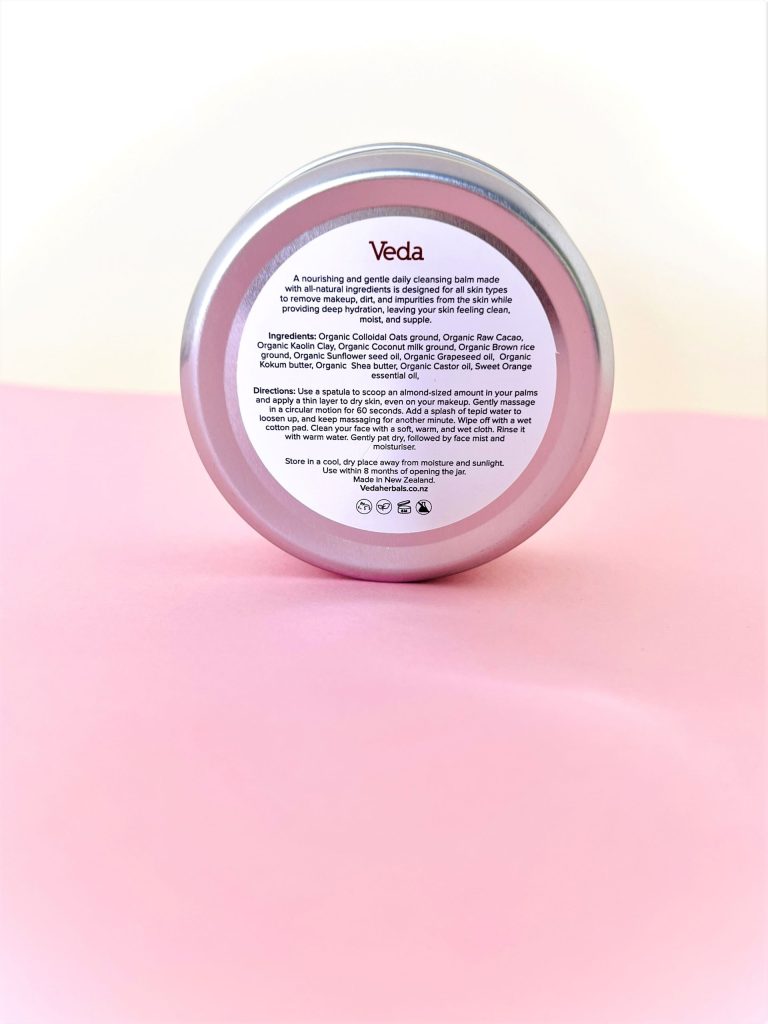 Veda
A nourishing and gentle daily cleansing balm made
with all-natural ingredients is designed for all skin types
to remove makeup, dirt, and impurities from the skin while
providing deep hydration, leaving your skin feeling clean,
moist, and supple.
Ingredients: Organic Colloidal Oats ground, Organic Raw Cacao,
Organic Kaolin Clay, Organic Coconut milk ground, Organic Brown rice
ground, Organic Sunflower seed oil, Organic Grapeseed oil,  Organic
Kokum butter, Organic  Shea butter, Organic Castor oil, Sweet Orange
essential oil,
Directions: Use a spatula to scoop an almond-sized amount in your palms
and apply a thin layer to dry skin, even on your makeup. Gently massage
in a circular motion for 60 seconds. Add a splash of tepid water to
loosen up, and keep massaging for another minute. Wipe off with a wet
cotton pad. Clean your face with a soft, warm, and wet cloth. Rinse it
with warm water. Gently pat dry, followed by face mist and
moisturiser.
Store in a cool, dry place away from moisture and sunlight.
Use within 8 months of opening the jar.
Made in New Zealand.
Vedaherbals.co.nz